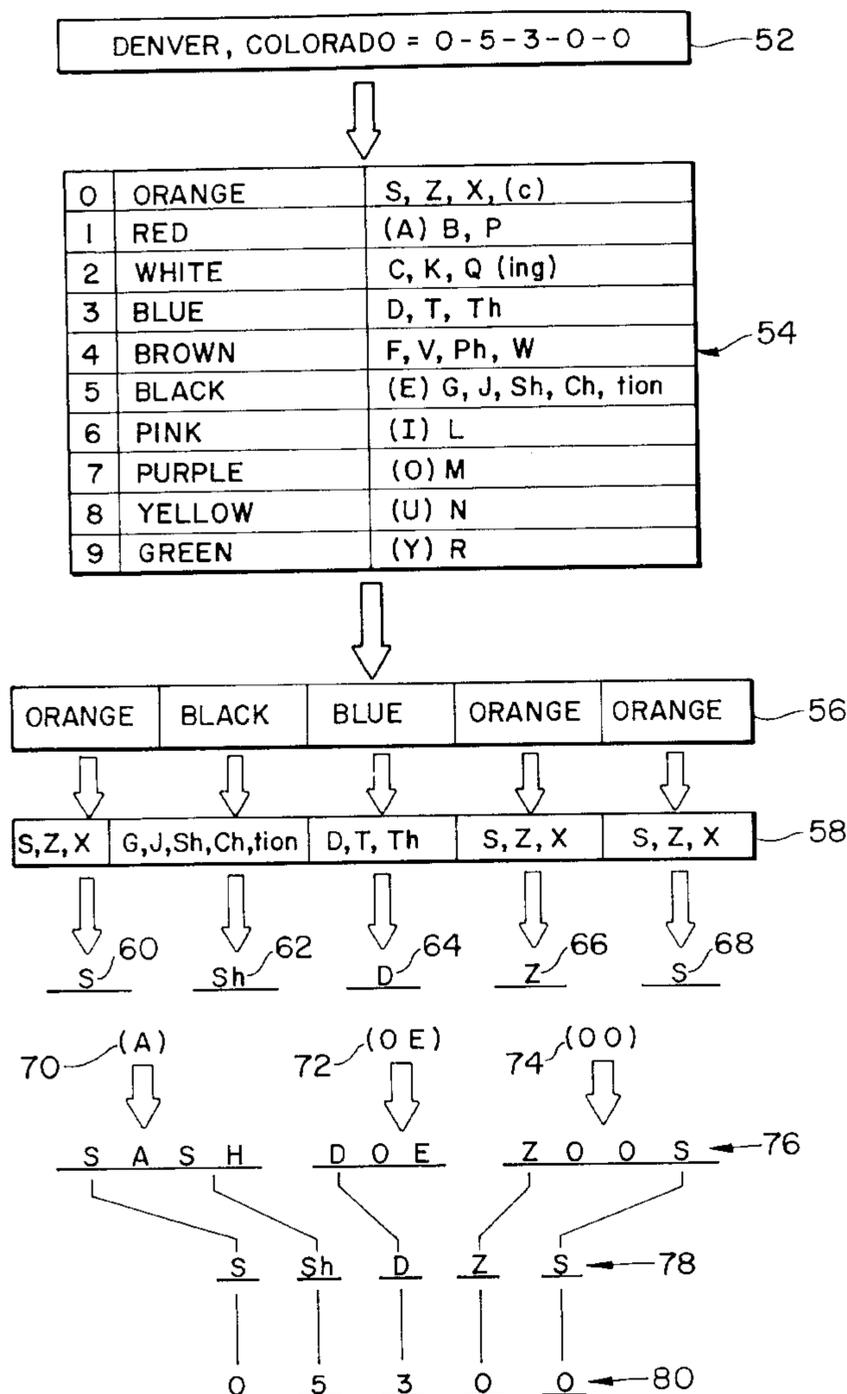 DENVER, COLORADO = 0-5-3-0-0 52
0 ORANGE S, Z, X, (c)
1 RED (A) B, P
2 WHITE C, K, Q (ing)
3 BLUE D, T, Th
4 BROWN F, V, Ph, W 54
5 BLACK (E) G, J, Sh, Ch, tion
6 PINK (I) L
7 PURPLE (O) M
8 YELLOW (U) N
9 GREEN (Y) R
ORANGE BLACK BLUE ORANGE ORANGE 56
S,Z,X G,J,Sh,Ch,tion D,T, Th S, Z, X S, Z, X 58
S 60 Sh 62 D 64 Z 66 S 68
70 (A) 72 (O E) 74 (O O)
S A S H D O E Z O O S 76
S Sh D Z S 78
0 5 3 0 0 80